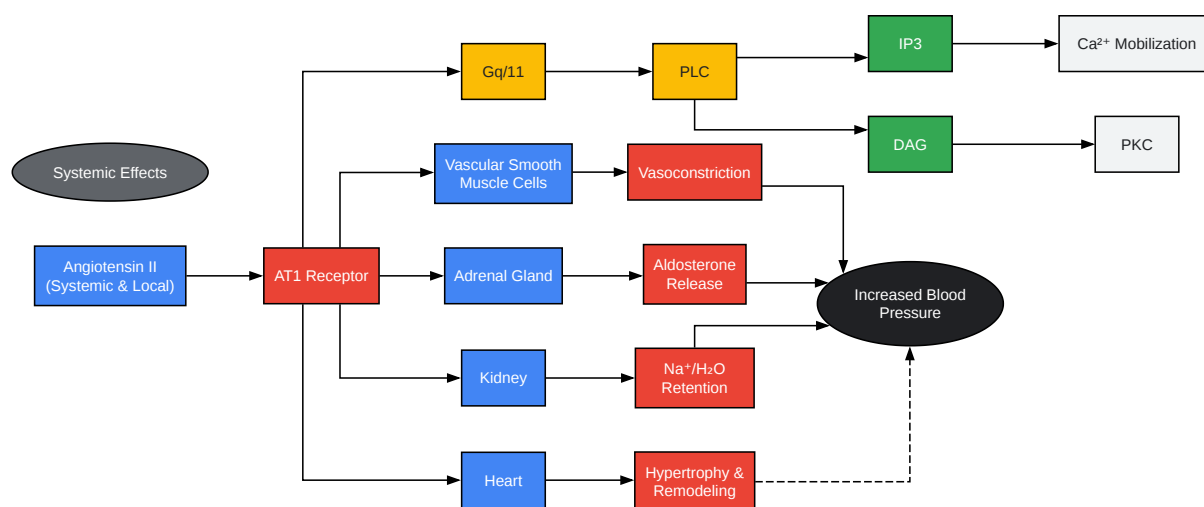 IP3
Ca²⁺ Mobilization
Gq/11
PLC
DAG
PKC
Systemic Effects
Vascular Smooth
Muscle Cells
Vasoconstriction
Angiotensin II
(Systemic & Local)
AT1 Receptor
Adrenal Gland
Aldosterone
Release
Increased Blood
Pressure
Kidney
Na⁺/H₂O
Retention
Heart
Hypertrophy &
Remodeling